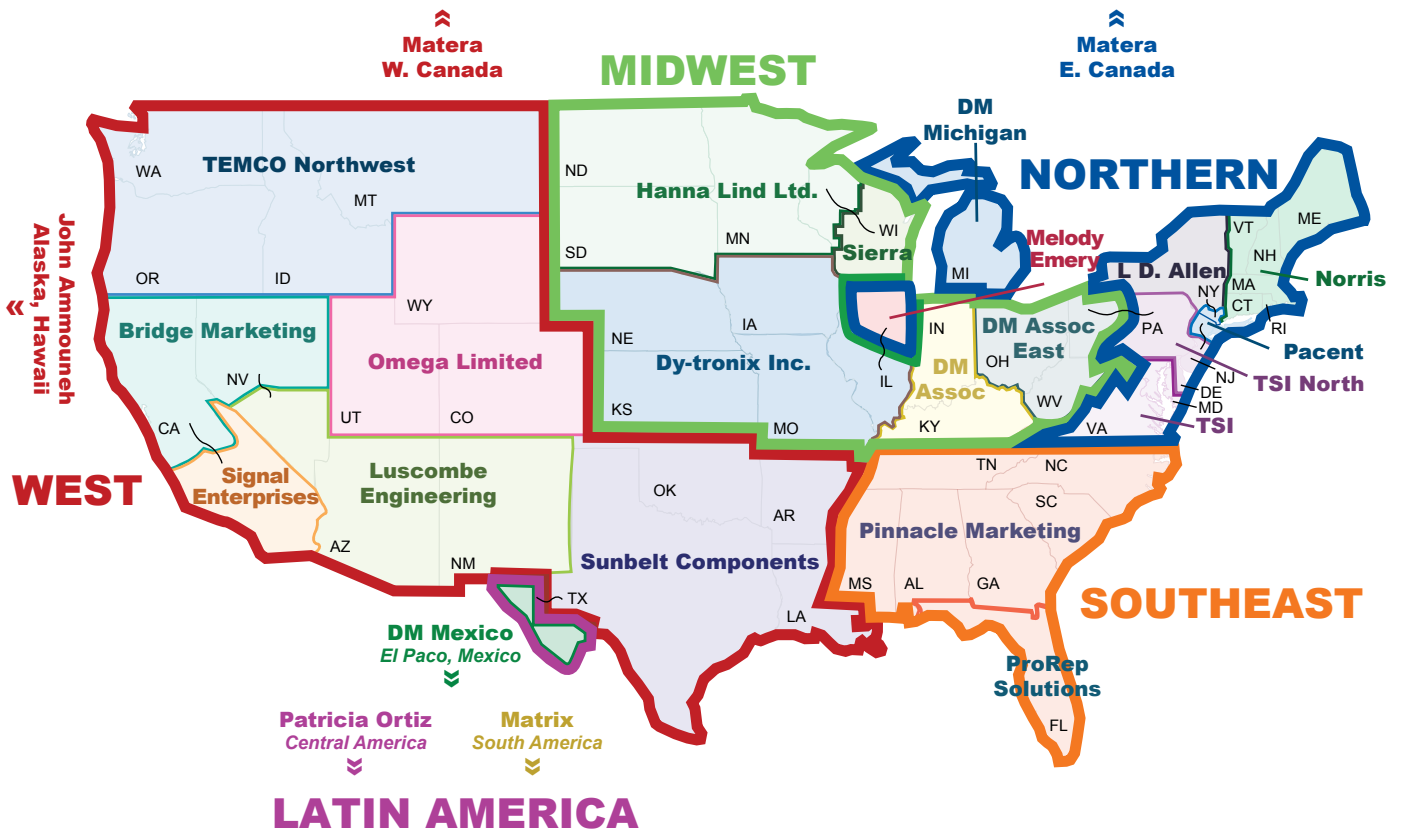 Matera
W. Canada
Matera
E. Canada
MIDWEST
DM
Michigan
NORTHERN
WA
TEMCO Northwest
MT
OR
ID
ND
Hanna Lind Ltd.
SD
MN
WI
Sierra
MI
Melody
Emery
L D. Allen
VT
ME
NH
NY
MA
CT
Norris
RI
Pacent
PA
TSI North
NJ
DE
MD
TSI
VA
John Ammouneh
Alaska, Hawaii
Bridge Marketing
NV
CA
WY
Omega Limited
UT
CO
NE
IA
Dy-tronix Inc.
KS
MO
IL
IN
DM
Assoc
KY
DM Assoc
East
OH
WV
WEST
Signal
Enterprises
Luscombe
Engineering
AZ
NM
OK
AR
Sunbelt Components
TX
LA
TN
NC
SC
Pinnacle Marketing
MS
AL
GA
SOUTHEAST
ProRep
Solutions
FL
DM Mexico
El Paco, Mexico
Patricia Ortiz
Central America
Matrix
South America
LATIN AMERICA